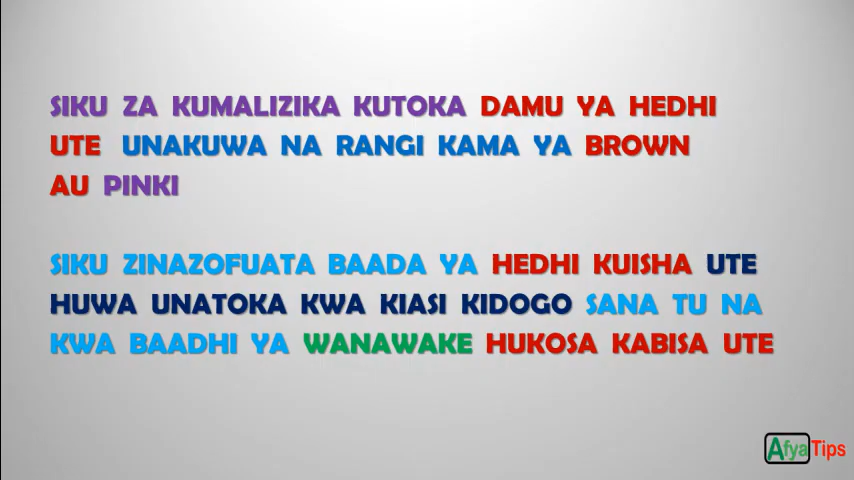 SIKU ZA KUMALIZIKA KUTOKA DAMU YA HEDHI
UTE UNAKUWA NA RANGI KAMA YA BROWN
AU PINKI
SIKU ZINAZOFUATA BAADA YA HEDHI KUISHA UTE
HUWA UNATOKA KWA KIASI KIDOGO SANA TU NA
KWA BAADHI YA WANAWAKE HUKOSA KABISA UTE
AfyaTips